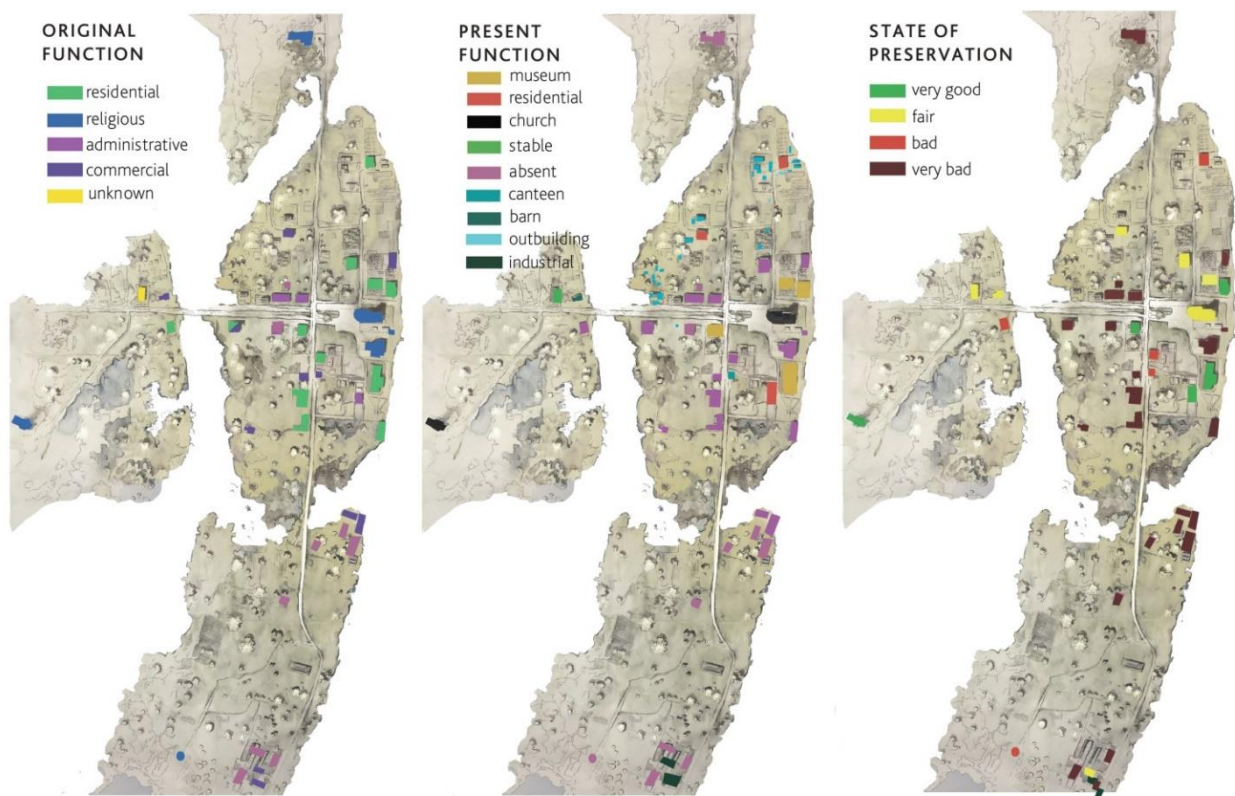 ORIGINAL
FUNCTION
residential
religious
administrative
commercial
unknown
PRESENT
FUNCTION
museum
residential
church
stable
absent
canteen
barn
outbuilding
industrial
STATE OF
PRESERVATION
very good
fair
bad
very bad